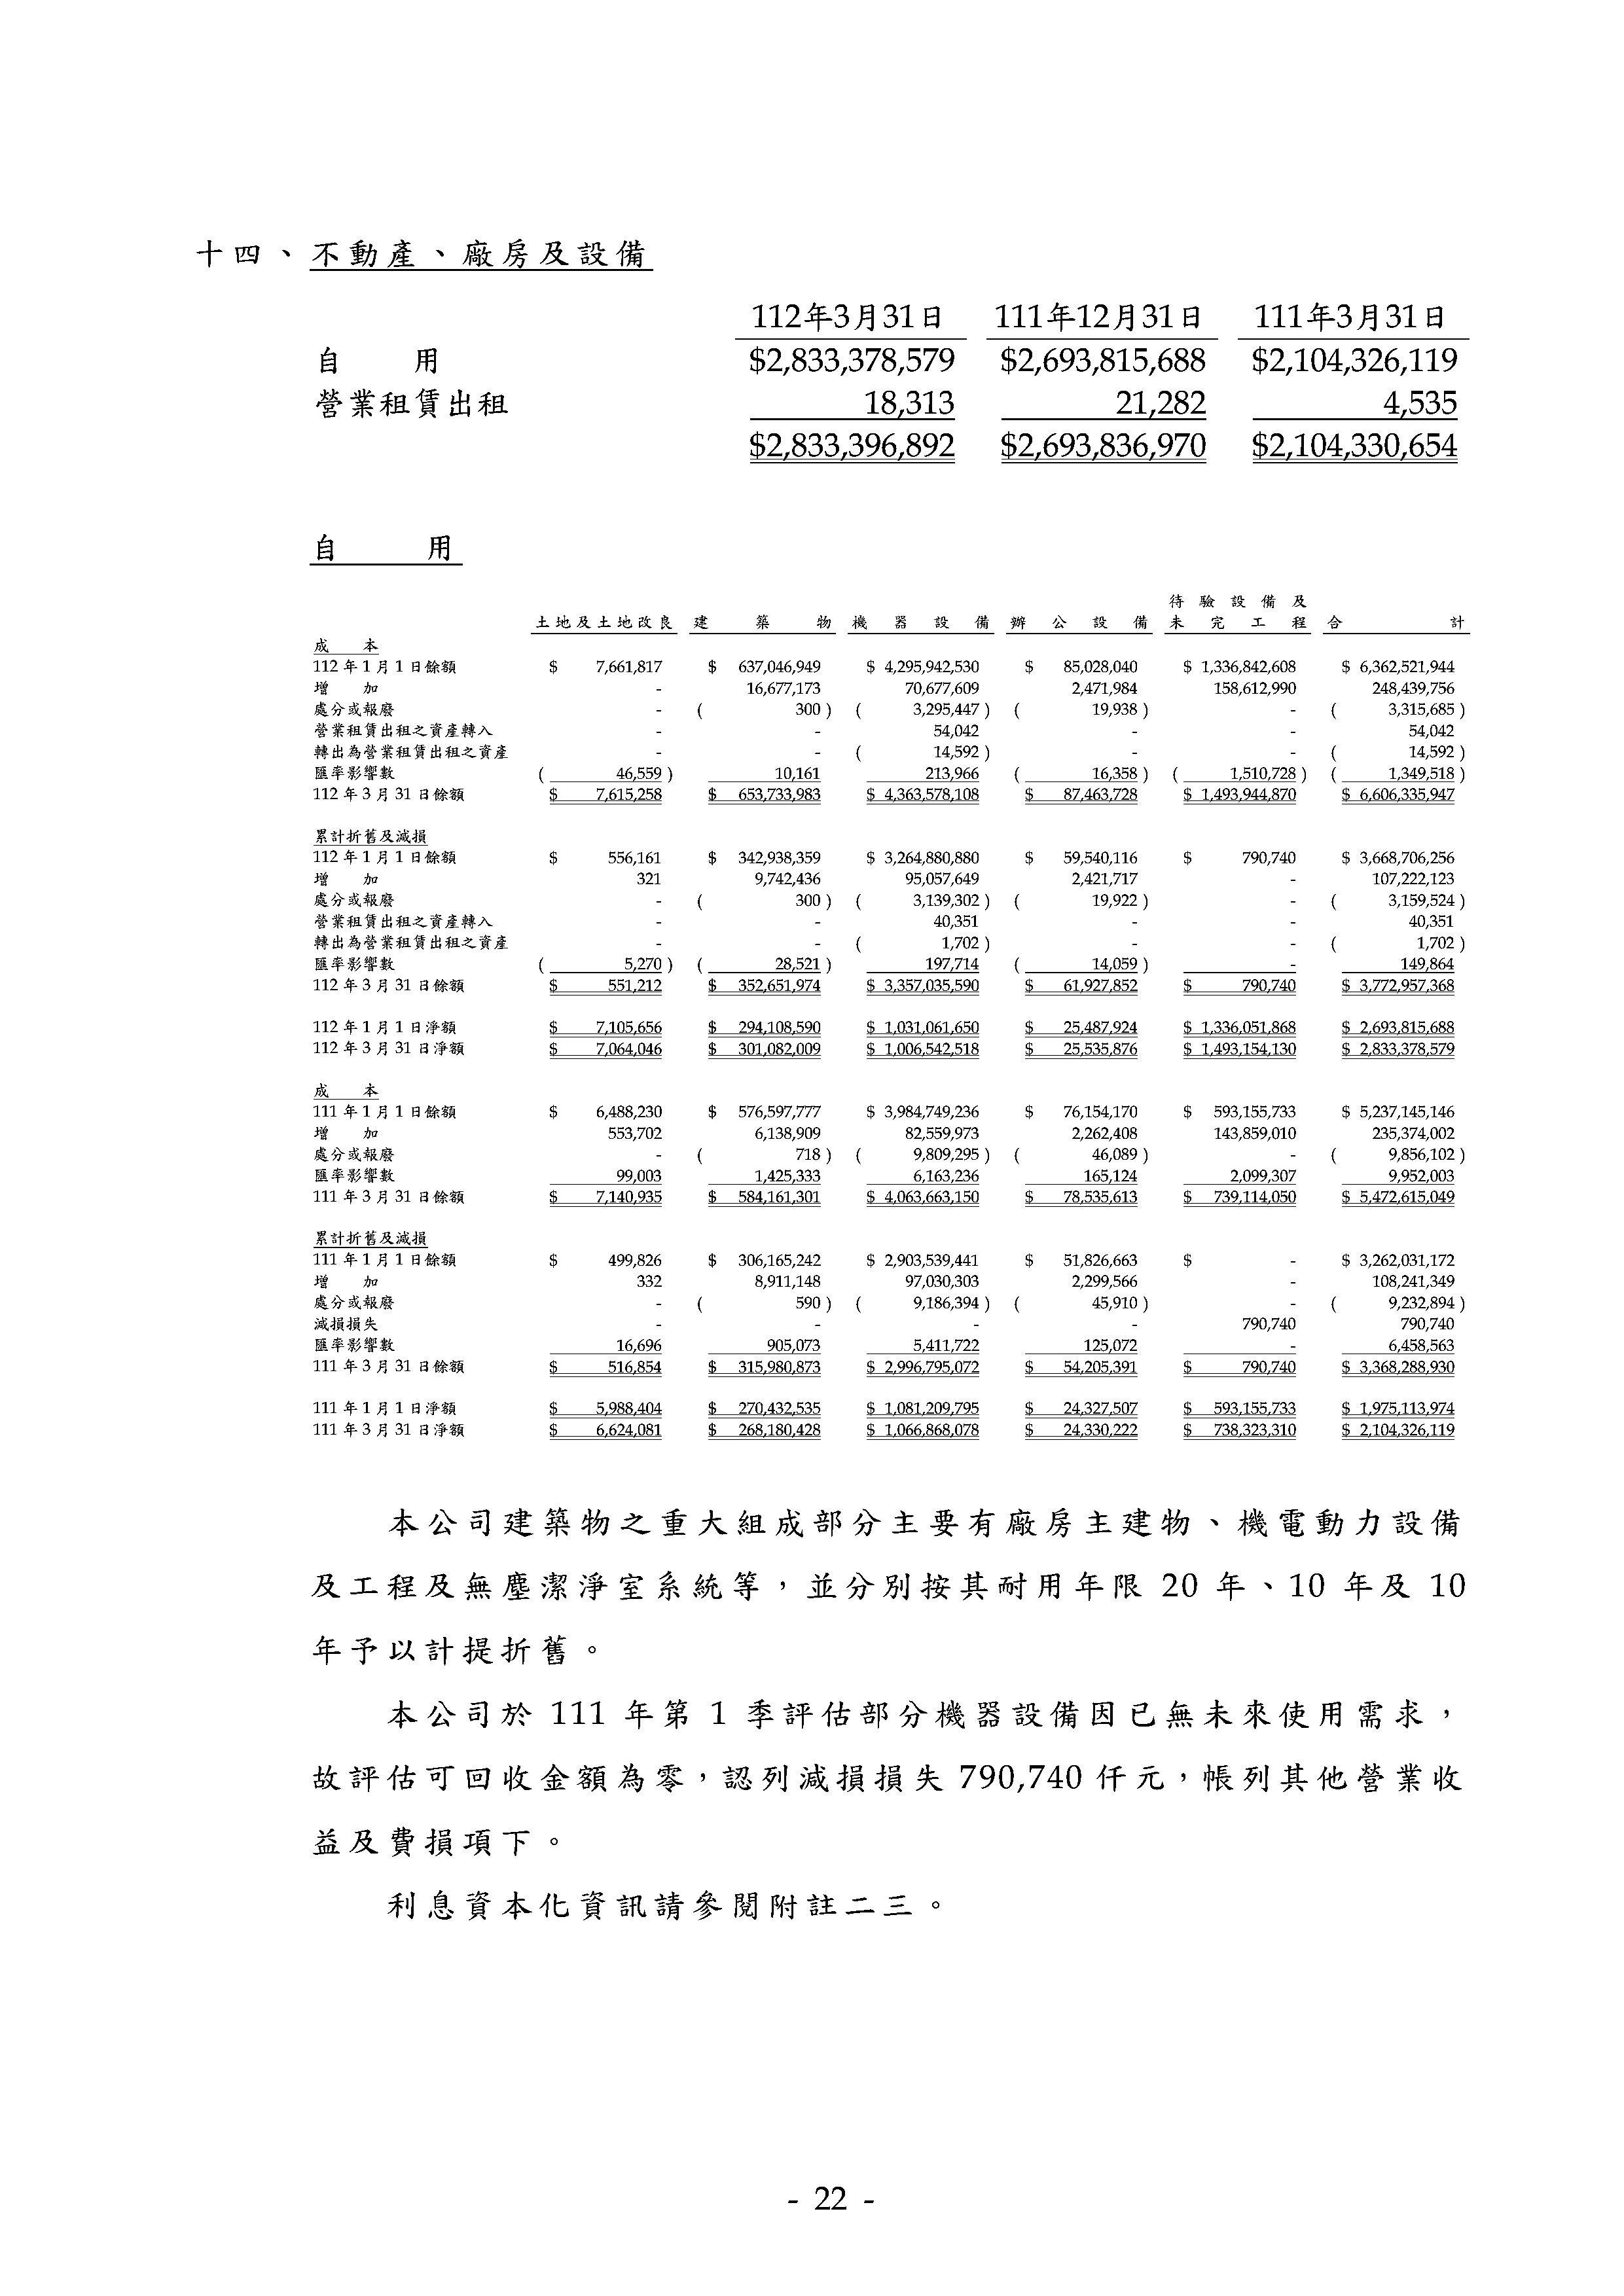 十四、不動產、廠房及設備
112年3月31日 111年12月31日 111年3月31日
自用 $2,833,378,579 $2,693,815,688 $2,104,326,119
營業租賃出租 18,313 21,282 4,535
$2,833,396,892 $2,693,836,970 $2,104,330,654
自用
待驗設備及
土地及土地改良 建築物 機器設備 辦公設備 未完工程 合計
成本
112年1月1日餘額 $ 7,661,817 $ 637,046,949 $ 4,295,942,530 $ 85,028,040 $ 1,336,842,608 $ 6,362,521,944
增加 - 16,677,173 70,677,609 2,471,984 158,612,990 248,439,756
處分或報廢 - ( 300 ) ( 3,295,447 ) ( 19,938 ) - ( 3,315,685 )
營業租賃出租之資產轉入 - - 54,042 - - 54,042
轉出為營業租賃出租之資產 - - ( 14,592 ) - - ( 14,592 )
匯率影響數 ( 46,559 ) 10,161 213,966 ( 16,358 ) ( 1,510,728 ) ( 1,349,518 )
112年3月31日餘額 $ 7,615,258 $ 653,733,983 $ 4,363,578,108 $ 87,463,728 $ 1,493,944,870 $ 6,606,335,947
累計折舊及減損
112年1月1日餘額 $ 556,161 $ 342,938,359 $ 3,264,880,880 $ 59,540,116 $ 790,740 $ 3,668,706,256
增加 321 9,742,436 95,057,649 2,421,717 - 107,222,123
處分或報廢 - ( 300 ) ( 3,139,302 ) ( 19,922 ) - ( 3,159,524 )
營業租賃出租之資產轉入 - - 40,351 - - 40,351
轉出為營業租賃出租之資產 - - ( 1,702 ) - - ( 1,702 )
匯率影響數 ( 5,270 ) ( 28,521 ) 197,714 ( 14,059 ) - 149,864
112年3月31日餘額 $ 551,212 $ 352,651,974 $ 3,357,035,590 $ 61,927,852 $ 790,740 $ 3,772,957,368
112年1月1日淨額 $ 7,105,656 $ 294,108,590 $ 1,031,061,650 $ 25,487,924 $ 1,336,051,868 $ 2,693,815,688
112年3月31日淨額 $ 7,064,046 $ 301,082,009 $ 1,006,542,518 $ 25,535,876 $ 1,493,154,130 $ 2,833,378,579
成本
111年1月1日餘額 $ 6,488,230 $ 576,597,777 $ 3,984,749,236 $ 76,154,170 $ 593,155,733 $ 5,237,145,146
增加 553,702 6,138,909 82,559,973 2,262,408 143,859,010 235,374,002
處分或報廢 - ( 718 ) ( 9,809,295 ) ( 46,089 ) - ( 9,856,102 )
匯率影響數 99,003 1,425,333 6,163,236 165,124 2,099,307 9,952,003
111年3月31日餘額 $ 7,140,935 $ 584,161,301 $ 4,063,663,150 $ 78,535,613 $ 739,114,050 $ 5,472,615,049
累計折舊及減損
111年1月1日餘額 $ 499,826 $ 306,165,242 $ 2,903,539,441 $ 51,826,663 $ - $ 3,262,031,172
增加 332 8,911,148 97,030,303 2,299,566 - 108,241,349
處分或報廢 - ( 590 ) ( 9,186,394 ) ( 45,910 ) - ( 9,232,894 )
減損損失 - - - - 790,740 790,740
匯率影響數 16,696 905,073 5,411,722 125,072 - 6,458,563
111年3月31日餘額 $ 516,854 $ 315,980,873 $ 2,996,795,072 $ 54,205,391 $ 790,740 $ 3,368,288,930
111年1月1日淨額 $ 5,988,404 $ 270,432,535 $ 1,081,209,795 $ 24,327,507 $ 593,155,733 $ 1,975,113,974
111年3月31日淨額 $ 6,624,081 $ 268,180,428 $ 1,066,868,078 $ 24,330,222 $ 738,323,310 $ 2,104,326,119
本公司建築物之重大組成部分主要有廠房主建物、機電動力設備
及工程及無塵潔淨室系統等，並分別按其耐用年限 20 年、10 年及 10
年予以計提折舊。
本公司於 111 年第 1 季評估部分機器設備因已無未來使用需求，
故評估可回收金額為零，認列減損損失 790,740 仟元，帳列其他營業收
益及費損項下。
利息資本化資訊請參閱附註二三。
- 22 -